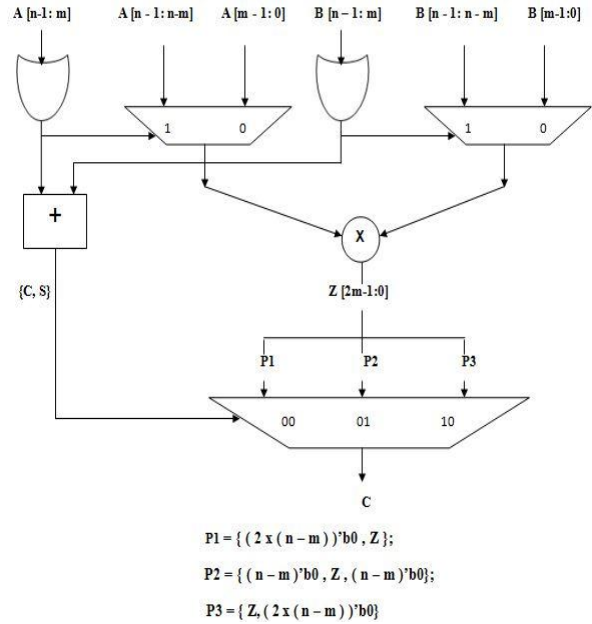 A [n-1: m] A [n - 1: n-m] A [m - 1: 0] B [n – 1: m] B [n - 1: n - m] B [m-1:0]
1 0 1 0
+
X
{C, S}
Z [2m-1:0]
P1 P2 P3
00 01 10
C
P1 = { ( 2 x ( n – m ) )’b0 , Z };
P2 = { ( n – m )’b0 , Z , ( n – m )’b0};
P3 = { Z, ( 2 x ( n – m ) )’b0}